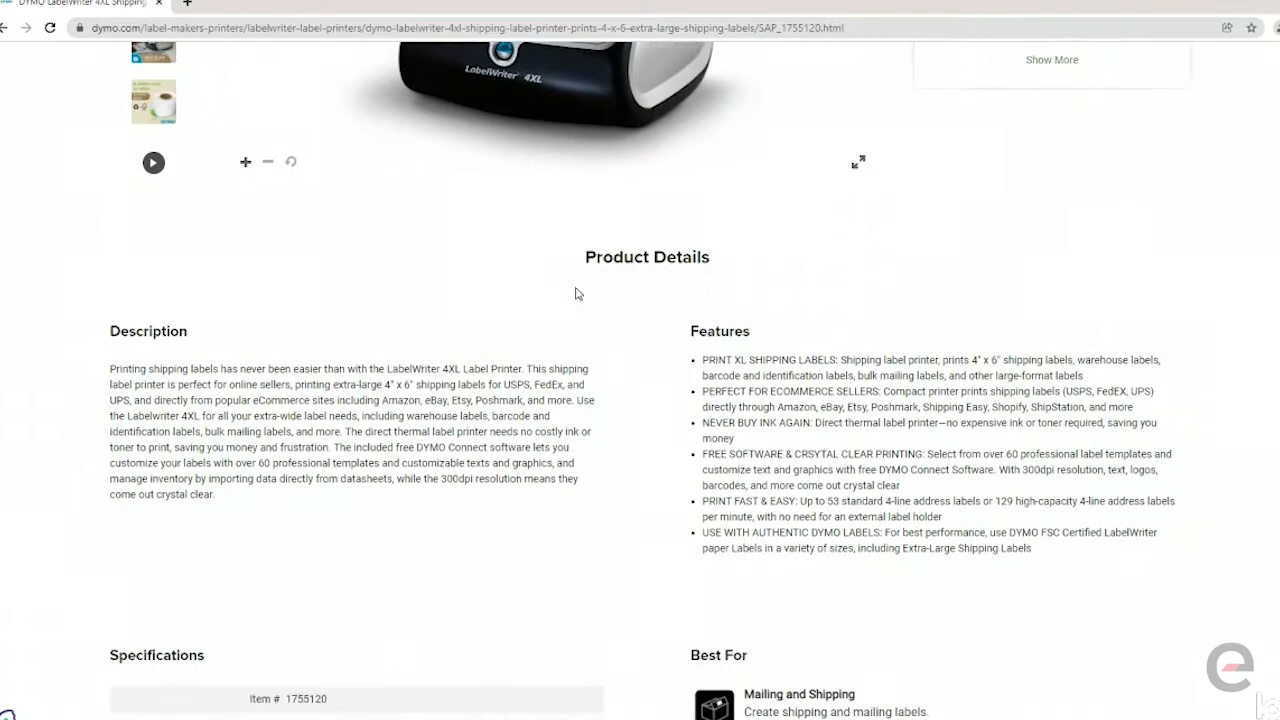 DYMO LabelWriter 4XL Shipping
dymo.com/label-makers-printers/labelwriter-label-printers/dymo-labelwriter-4xl-shipping-label-printer-prints-4-x-6-extra-large-shipping-labels/SAP_1755120.html
LabelWriter 4XL
Show More
Product Details
Description
Printing shipping labels has never been easier than with the LabelWriter 4XL Label Printer. This shipping
label printer is perfect for online sellers, printing extra-large 4" x 6" shipping labels for USPS, FedEx, and
UPS, and directly from popular eCommerce sites including Amazon, eBay, Etsy, Poshmark, and more. Use
the Labelwriter 4XL for all your extra-wide label needs, including warehouse labels, barcode and
identification labels, bulk mailing labels, and more. The direct thermal label printer needs no costly ink or
toner to print, saving you money and frustration. The included free DYMO Connect software lets you
customize your labels with over 60 professional templates and customizable texts and graphics, and
manage inventory by importing data directly from datasheets, while the 300dpi resolution means they
come out crystal clear.
Features
• PRINT XL SHIPPING LABELS: Shipping label printer, prints 4" x 6" shipping labels, warehouse labels,
barcode and identification labels, bulk mailing labels, and other large-format labels
• PERFECT FOR ECOMMERCE SELLERS: Compact printer prints shipping labels (USPS, FedEX, UPS)
directly through Amazon, eBay, Etsy, Poshmark, Shipping Easy, Shopify, ShipStation, and more
• NEVER BUY INK AGAIN: Direct thermal label printer—no expensive ink or toner required, saving you
money
• FREE SOFTWARE & CRSYTAL CLEAR PRINTING: Select from over 60 professional label templates and
customize text and graphics with free DYMO Connect Software. With 300dpi resolution, text, logos,
barcodes, and more come out crystal clear
• PRINT FAST & EASY: Up to 53 standard 4-line address labels or 129 high-capacity 4-line address labels
per minute, with no need for an external label holder
• USE WITH AUTHENTIC DYMO LABELS: For best performance, use DYMO FSC Certified LabelWriter
paper Labels in a variety of sizes, including Extra-Large Shipping Labels
Specifications
Item # 1755120
Best For
Mailing and Shipping
Create shipping and mailing labels.
e